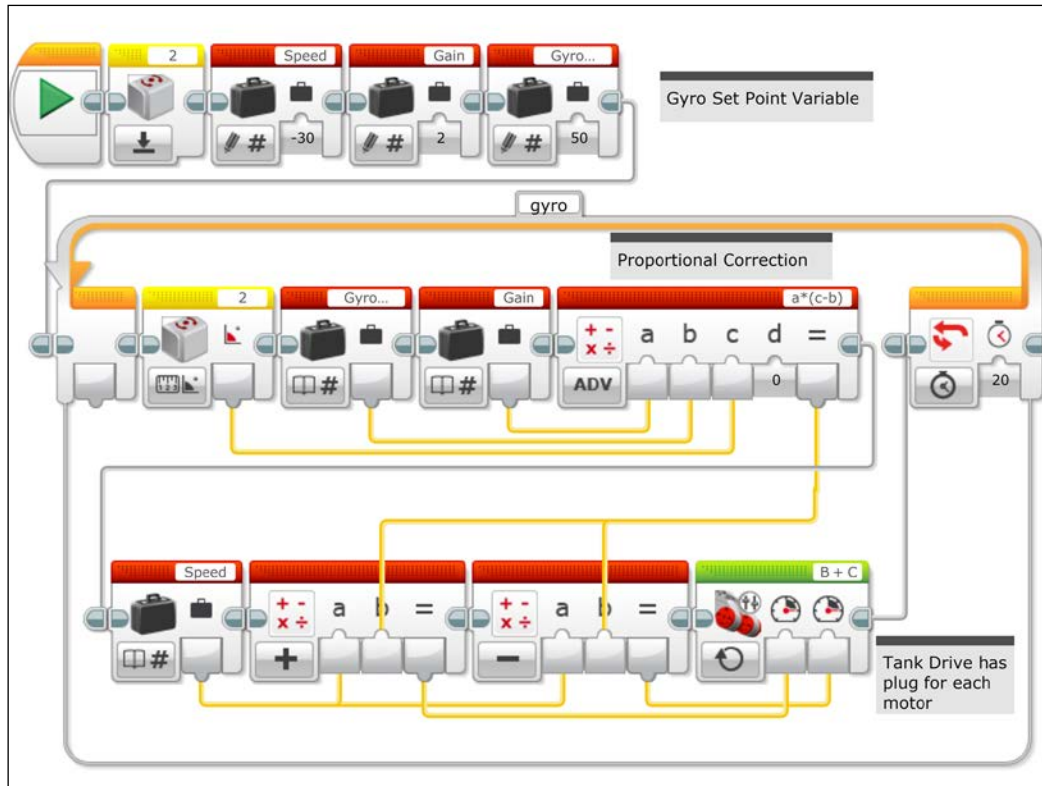 2 Speed Gain Gyro...
# -30 # 2 # 50
Gyro Set Point Variable
gyro
Proportional Correction
2 Gyro... Gain a*(c-b)
+ - x ÷ a b c d =
123 # # ADV 0 20
Speed B + C
+ - x ÷ a b = + - x ÷ a b =
# + −
Tank Drive has
plug for each
motor